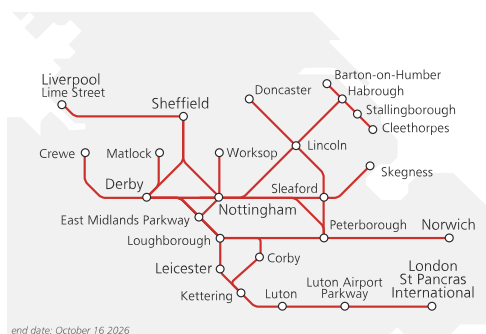 Liverpool
Lime Street
Sheffield
Doncaster
Barton-on-Humber
Habrough
Stallingborough
Cleethorpes
Crewe
Matlock
Worksop
Lincoln
Skegness
Derby
Sleaford
Nottingham
East Midlands Parkway
Peterborough
Norwich
Loughborough
Corby
Leicester
Kettering
Luton
Luton Airport
Parkway
London
St Pancras
International
end date: October 16 2026